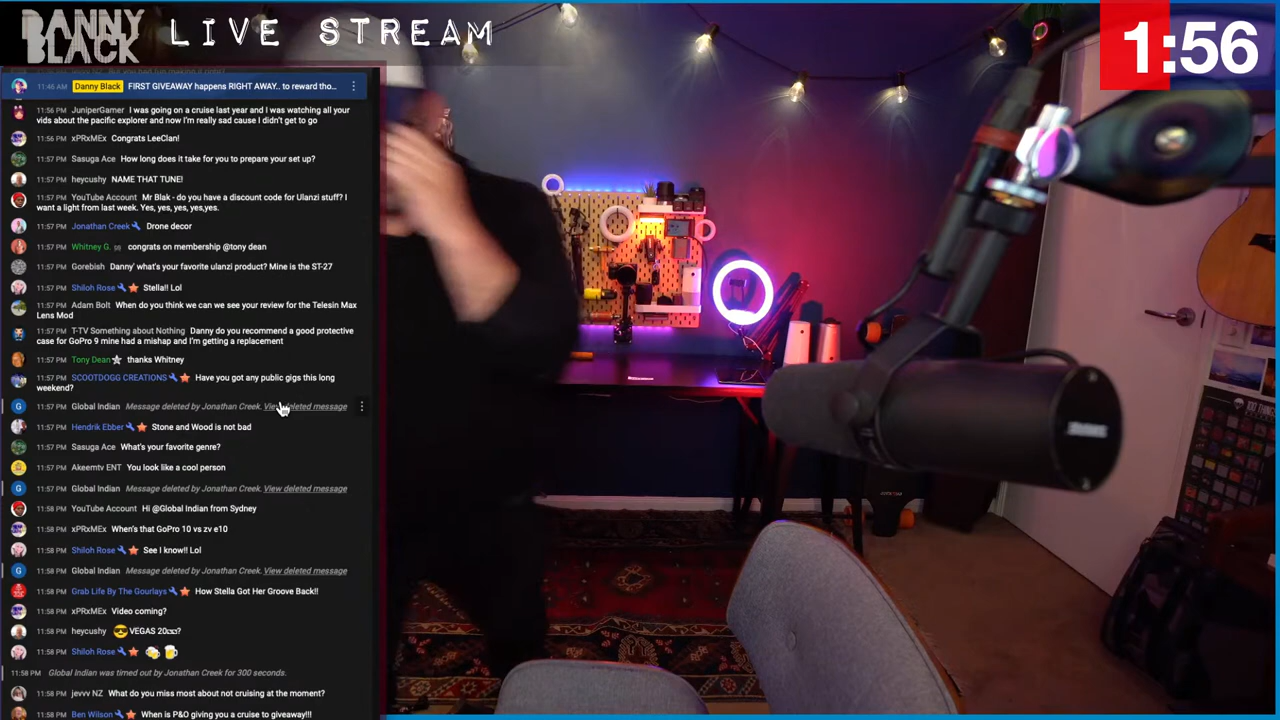 DANNY
BLACK
LIVE STREAM
1:56
11:46 AM Danny Black FIRST GIVEAWAY happens RIGHT AWAY.. to reward tho...
11:56 PM JuniperGamer I was going on a cruise last year and I was watching all your
vids about the pacific explorer and now I'm really sad cause I didn't get to go
11:56 PM xPRxMEx Congrats LeeClan!
11:57 PM Sasuga Ace How long does it take for you to prepare your set up?
11:57 PM heycushy NAME THAT TUNE!
11:57 PM YouTube Account Mr Blak - do you have a discount code for Ulanzi stuff? I
want a light from last week. Yes, yes, yes, yes,yes.
11:57 PM Jonathan Creek Drone decor
11:57 PM Whitney G. congrats on membership @tony dean
11:57 PM Gorebish Danny' what's your favorite ulanzi product? Mine is the ST-27
11:57 PM Shiloh Rose Stella!! Lol
11:57 PM Adam Bolt When do you think we can we see your review for the Telesin Max
Lens Mod
11:57 PM T-TV Something about Nothing Danny do you recommend a good protective
case for GoPro 9 mine had a mishap and I'm getting a replacement
11:57 PM Tony Dean thanks Whitney
11:57 PM SCOOTDOGG CREATIONS Have you got any public gigs this long
weekend?
11:57 PM Global Indian Message deleted by Jonathan Creek. View deleted message
11:57 PM Hendrik Ebber Stone and Wood is not bad
11:57 PM Sasuga Ace What's your favorite genre?
11:57 PM Akeemtv ENT You look like a cool person
11:57 PM Global Indian Message deleted by Jonathan Creek. View deleted message
11:58 PM YouTube Account Hi @Global Indian from Sydney
11:58 PM xPRxMEx When's that GoPro 10 vs zv e10
11:58 PM Shiloh Rose See I know!! Lol
11:58 PM Global Indian Message deleted by Jonathan Creek. View deleted message
11:58 PM Grab Life By The Gourlays How Stella Got Her Groove Back!!
11:58 PM xPRxMEx Video coming?
11:58 PM heycushy 😎VEGAS 20?
11:58 PM Shiloh Rose 🍻 🍺
11:58 PM Global Indian was timed out by Jonathan Creek for 300 seconds.
11:58 PM jevvv NZ What do you miss most about not cruising at the moment?
11:58 PM Ben Wilson When is P&O giving you a cruise to giveaway!!!